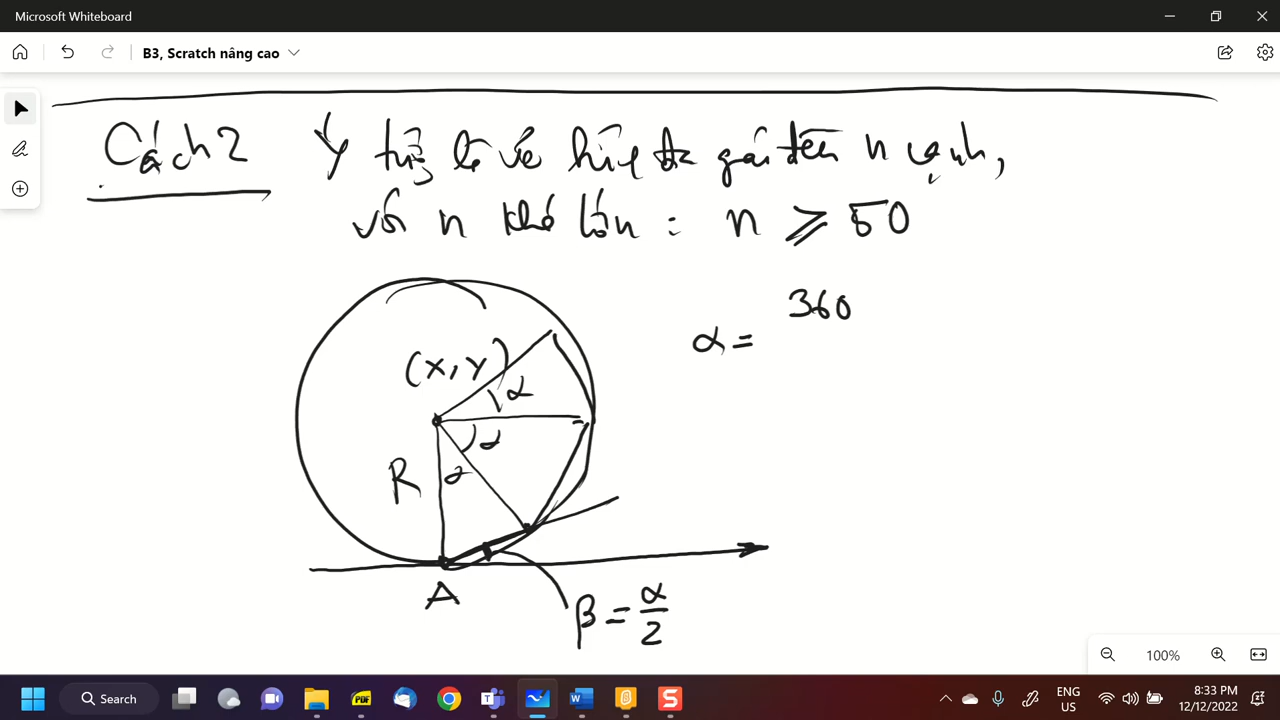 Microsoft Whiteboard
B3, Scratch nâng cao
Cách 2 Ý tưởng là vẽ hình đa giác đều n cạnh,
với n khá lớn : n ⩾ 50
360
α =
(X, Y)
α
α
R
α
A
β = α/2
100%
Search
ENG
US
8:33 PM
12/12/2022